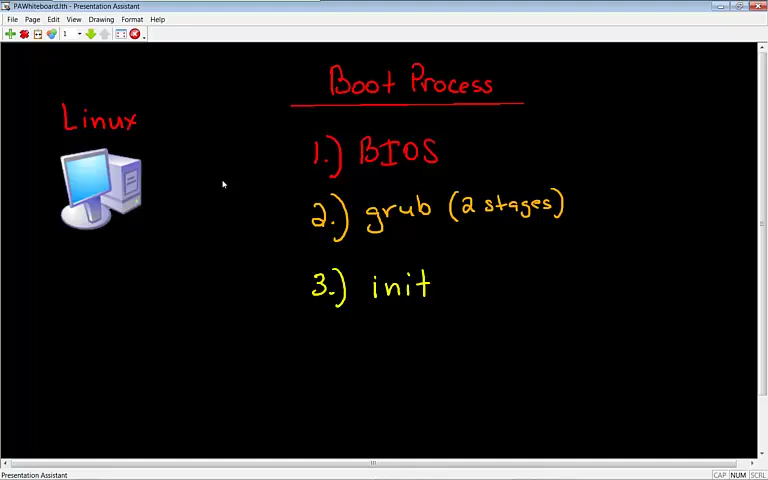 PAWhiteboard.lth - Presentation Assistant
File Page Edit View Drawing Format Help
1
Boot Process
Linux
1.) BIOS
2.) grub (2 stages)
3.) init
Presentation Assistant
CAP NUM SCRL